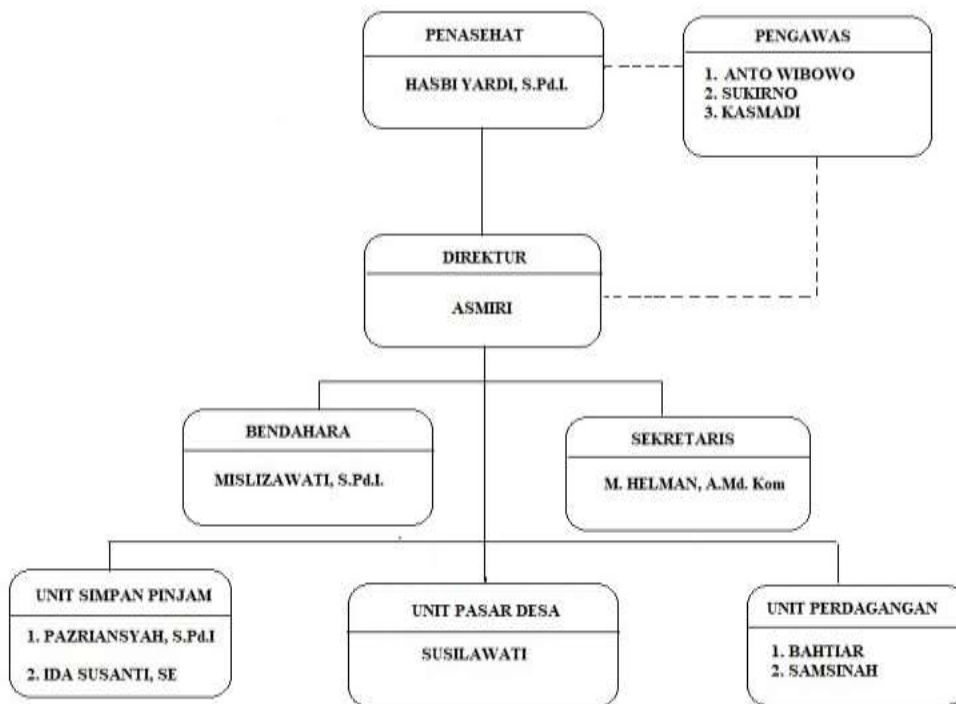 PENASEHAT
HASBI YARDI, S.Pd.I.
PENGAWAS
1. ANTO WIBOWO
2. SUKIRNO
3. KASMADI
DIREKTUR
ASMIRI
BENDAHARA
MISLIZAWATI, S.Pd.I.
SEKRETARIS
M. HELMAN, A.Md. Kom
UNIT SIMPAN PINJAM
1. PAZRIANSYAH, S.Pd.I
2. IDA SUSANTI, SE
UNIT PASAR DESA
SUSILAWATI
UNIT PERDAGANGAN
1. BAHTIAR
2. SAMSINAH